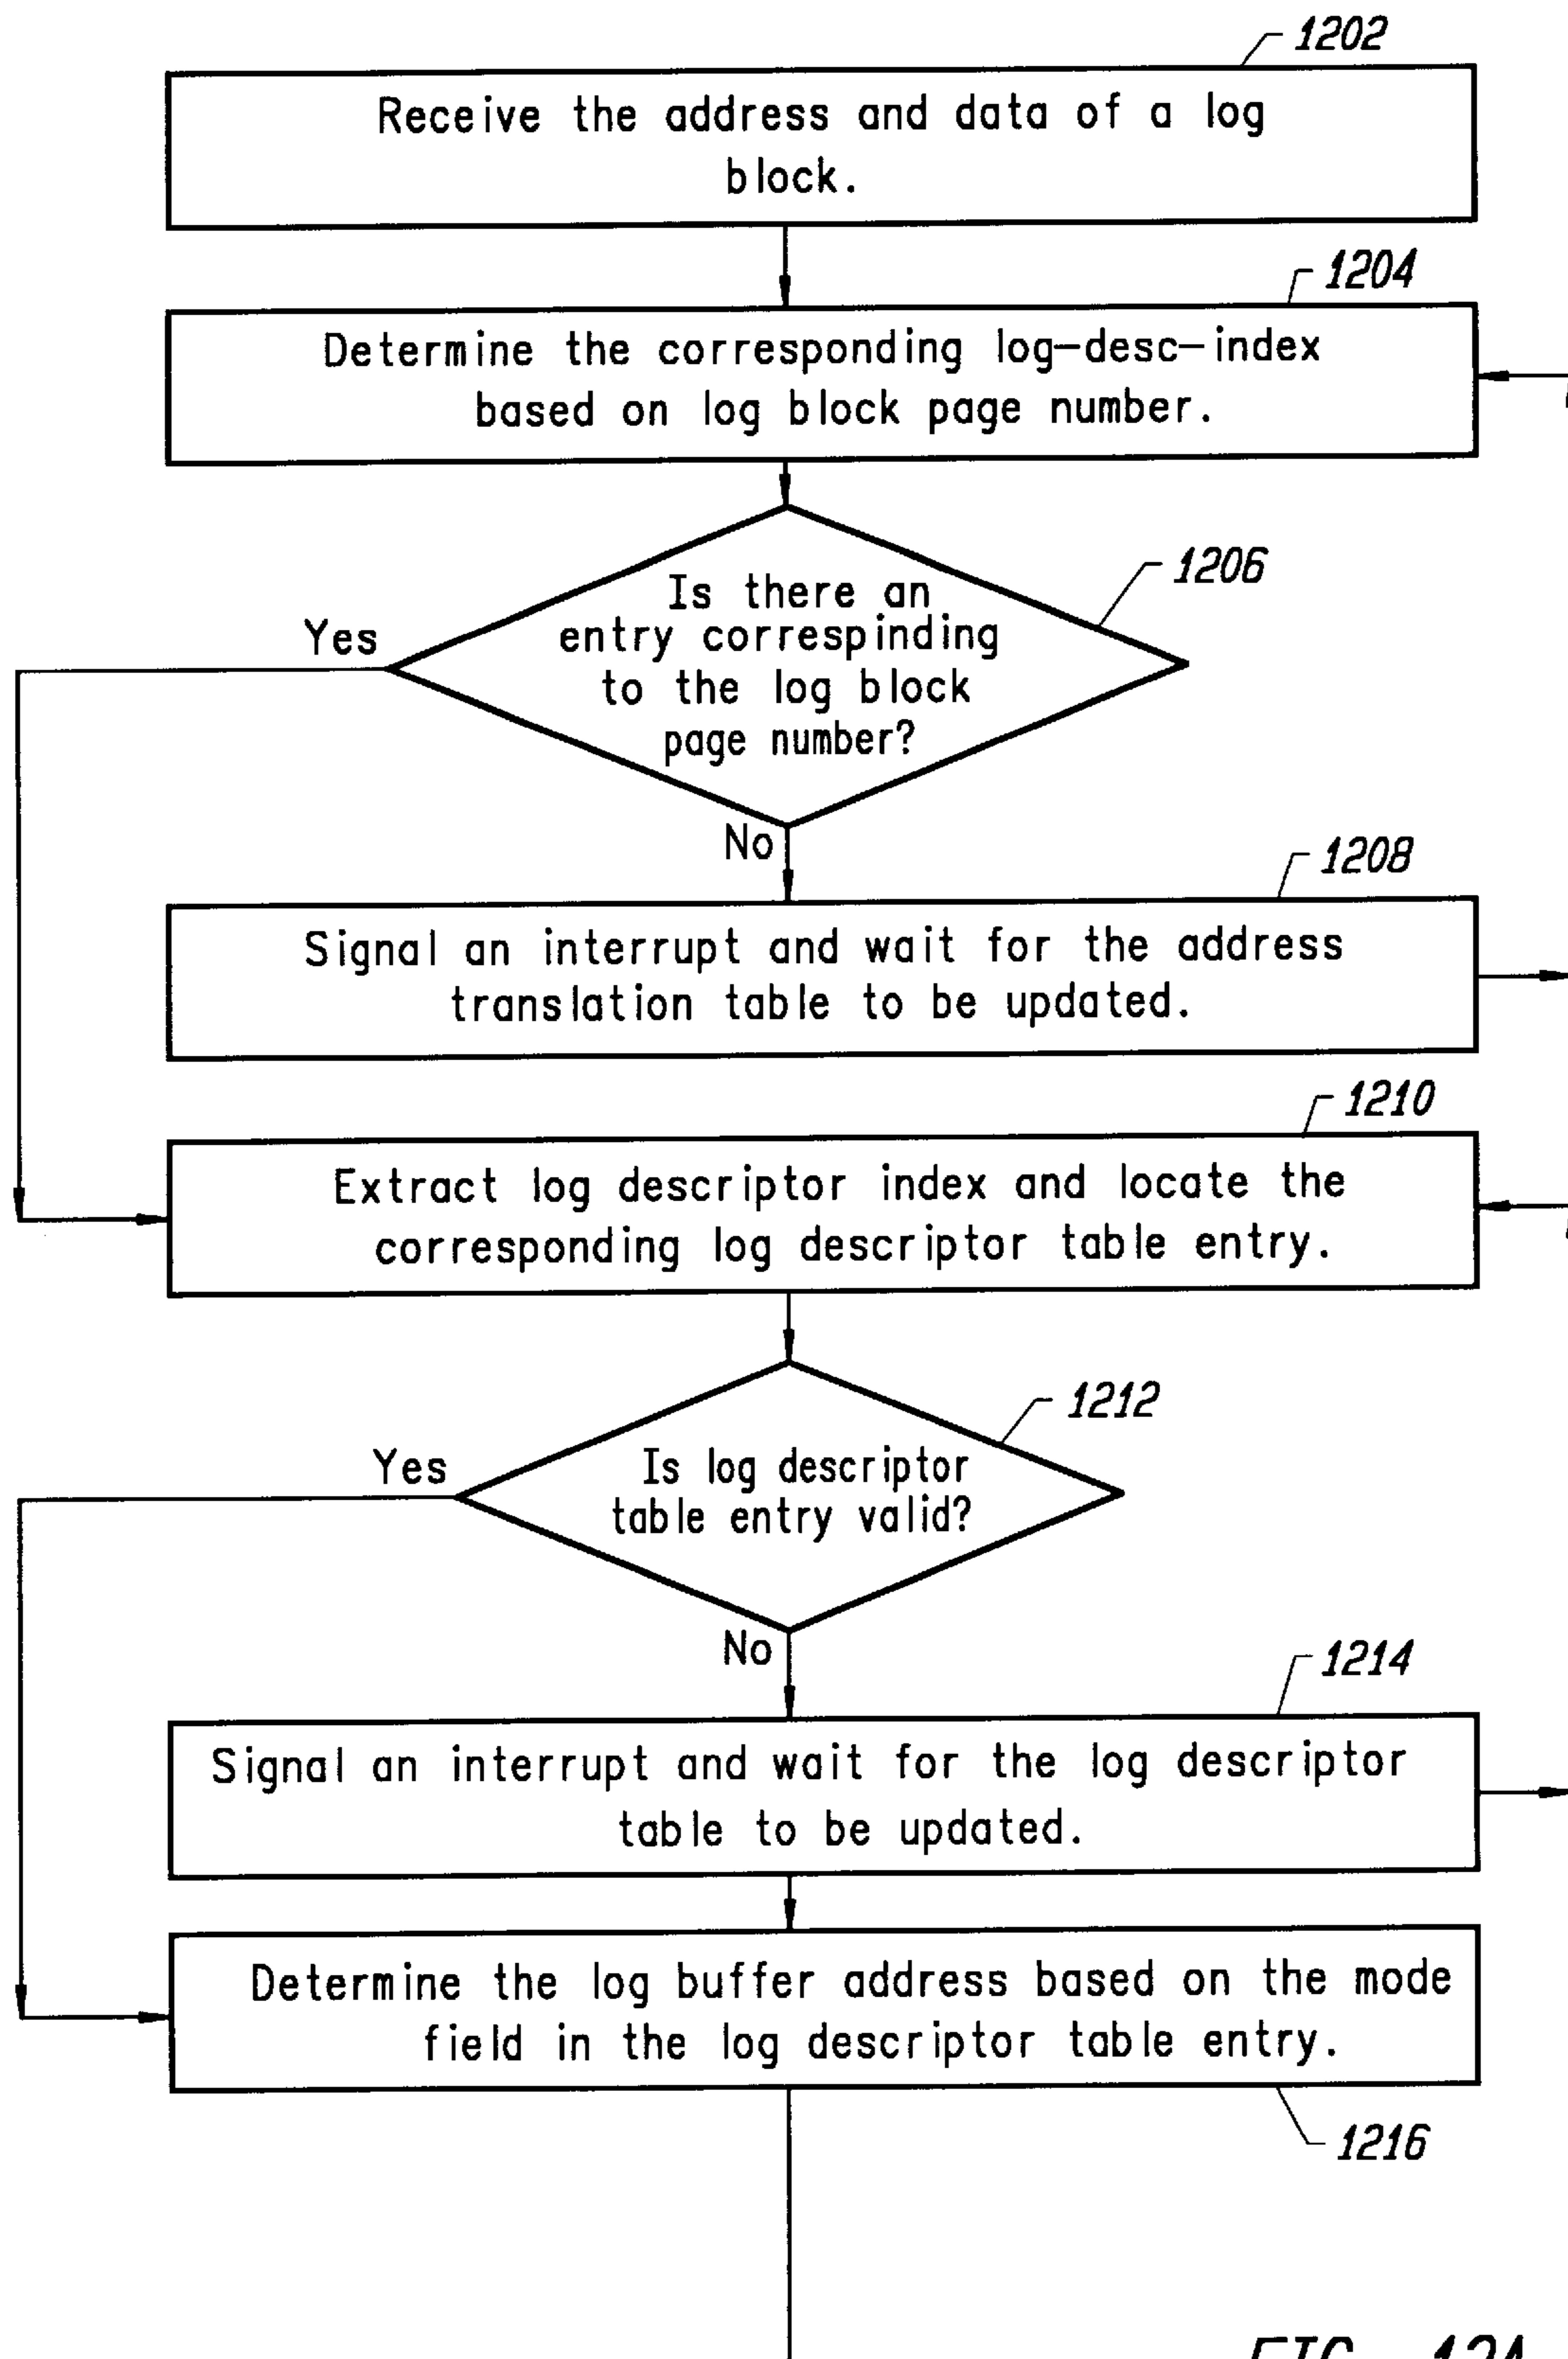 1202
Receive the address and data of a log
block.
1204
Determine the corresponding log-desc-index
based on log block page number.
1206
Is there an
entry correspinding
to the log block
page number?
Yes
No
1208
Signal an interrupt and wait for the address
translation table to be updated.
1210
Extract log descriptor index and locate the
corresponding log descriptor table entry.
1212
Is log descriptor
table entry valid?
Yes
No
1214
Signal an interrupt and wait for the log descriptor
table to be updated.
Determine the log buffer address based on the mode
field in the log descriptor table entry.
1216